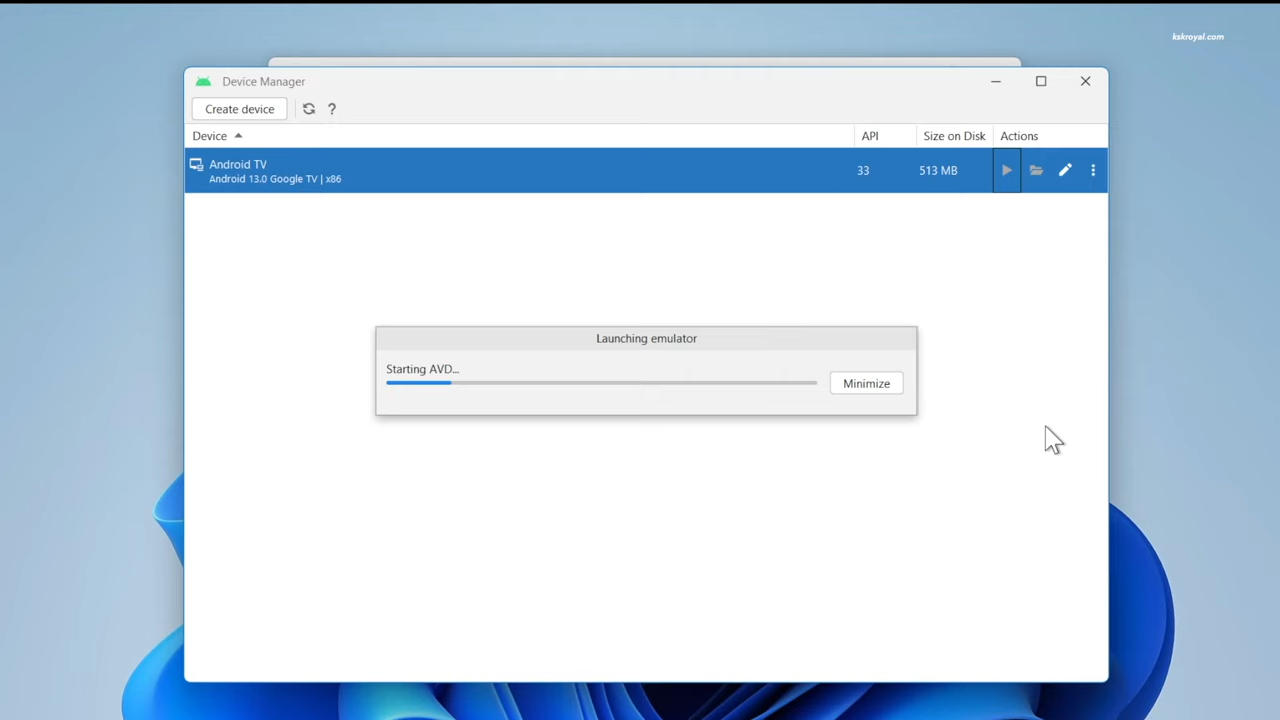 kskroyal.com
Device Manager
Create device ?
Device API Size on Disk Actions
Android TV
Android 13.0 Google TV | x86
33 513 MB
Launching emulator
Starting AVD...
Minimize